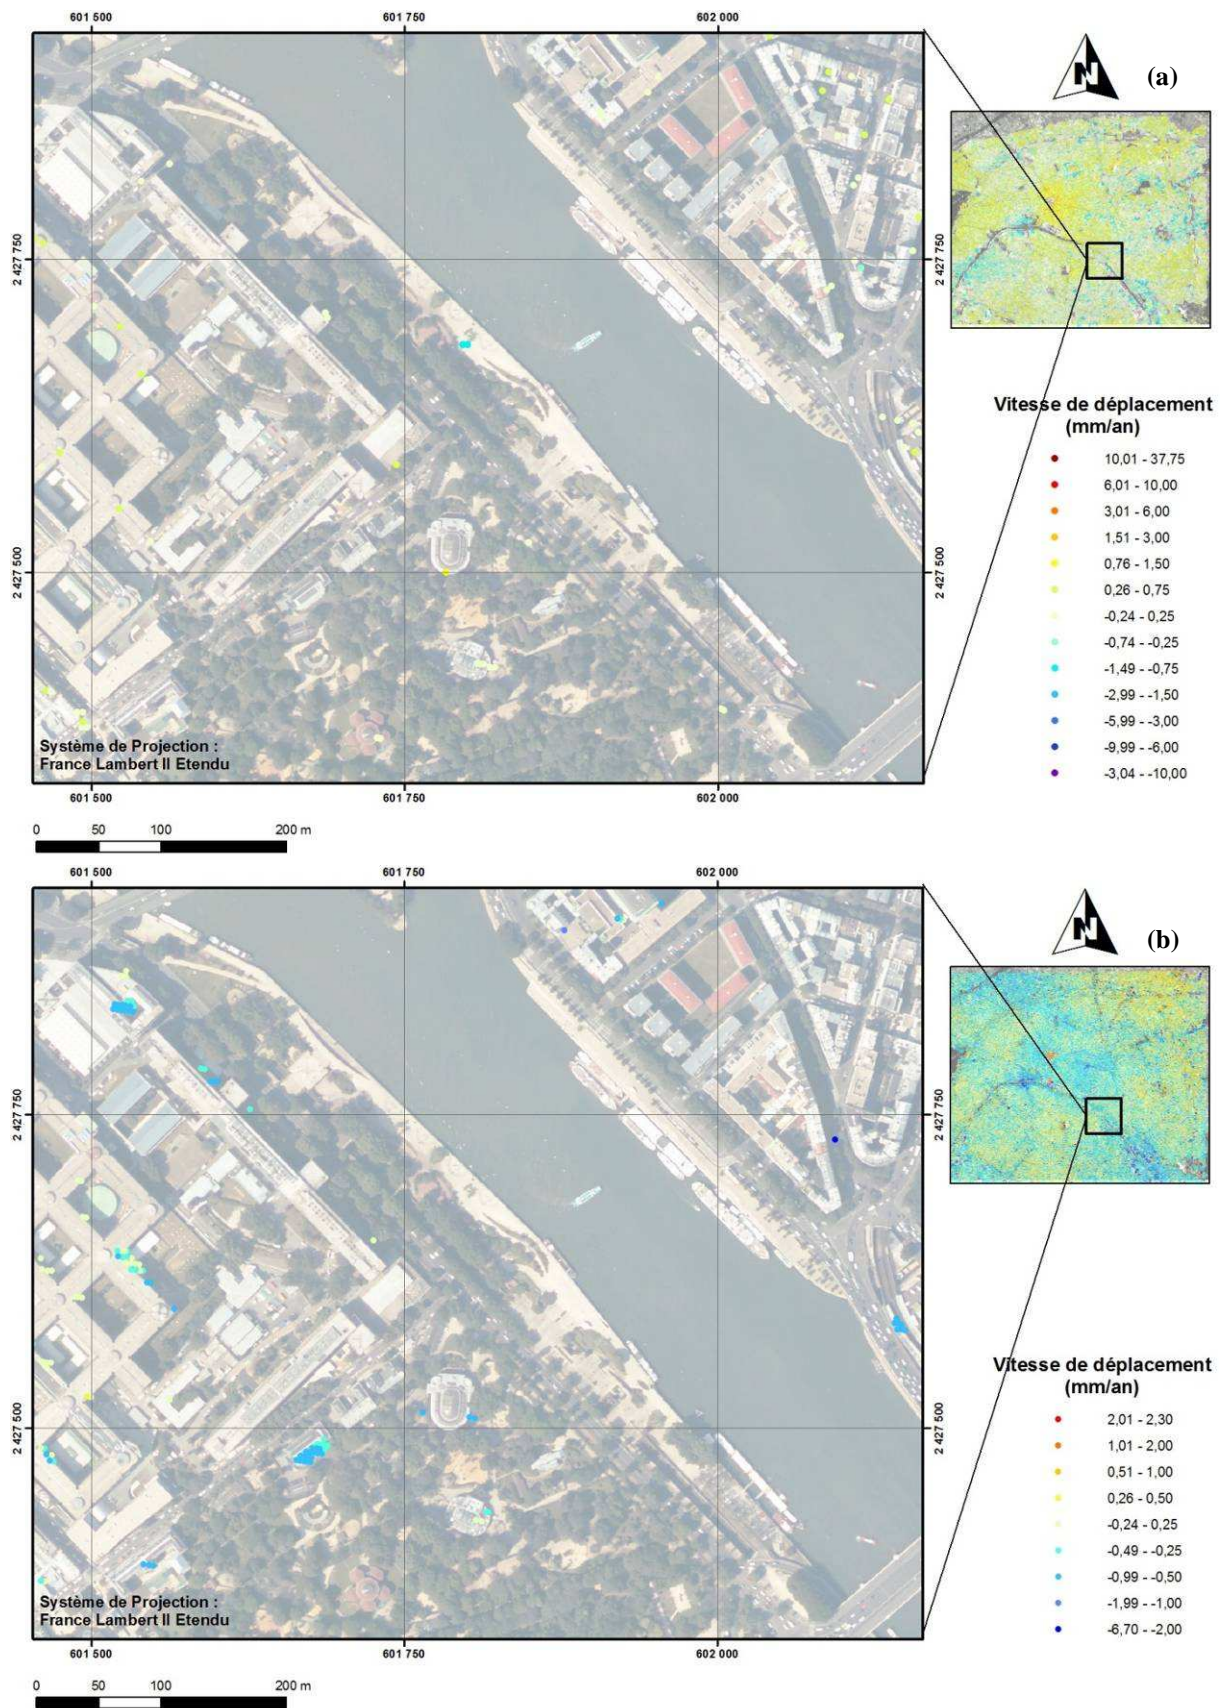 601 500 601 750 602 000
N (a)
2 427 750 2 427 750
Vitesse de déplacement
(mm/an)
10,01 - 37,75
6,01 - 10,00
3,01 - 6,00
1,51 - 3,00
0,76 - 1,50
0,26 - 0,75
-0,24 - 0,25
-0,74 - -0,25
-1,49 - -0,75
-2,99 - -1,50
-5,99 - -3,00
-9,99 - -6,00
-3,04 - -10,00
2 427 500 2 427 500
Système de Projection :
France Lambert II Etendu
601 500 601 750 602 000
0 50 100 200 m
601 500 601 750 602 000
N (b)
2 427 750 2 427 750
Vitesse de déplacement
(mm/an)
2,01 - 2,30
1,01 - 2,00
0,51 - 1,00
0,26 - 0,50
-0,24 - 0,25
-0,49 - -0,25
-0,99 - -0,50
-1,99 - -1,00
-6,70 - -2,00
2 427 500 2 427 500
Système de Projection :
France Lambert II Etendu
601 500 601 750 602 000
0 50 100 200 m